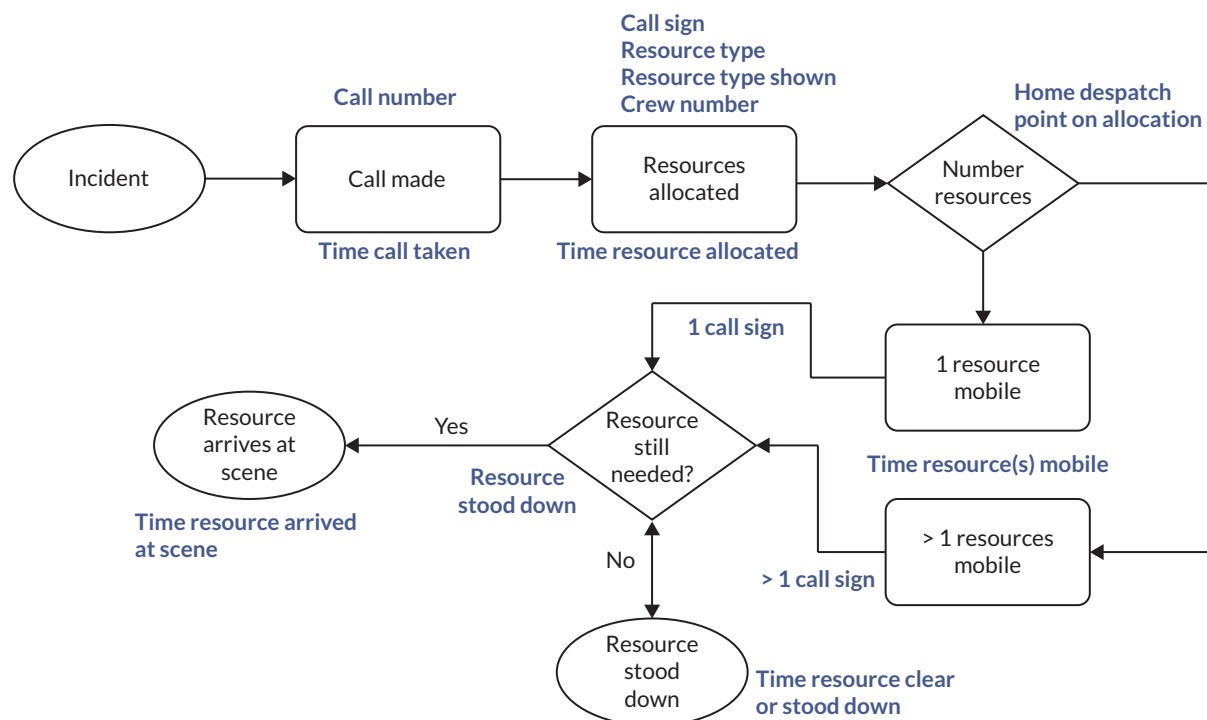 Call sign
Resource type
Resource type shown
Crew number
Call number
Home despatch
point on allocation
Incident
Call made
Resources
allocated
Number
resources
Time call taken
Time resource allocated
1 call sign
1 resource
mobile
Resource
arrives at
scene
Yes
Resource
still
needed?
Time resource(s) mobile
Resource
stood down
Time resource arrived
at scene
> 1 resources
mobile
No
> 1 call sign
Resource
stood
down
Time resource clear
or stood down